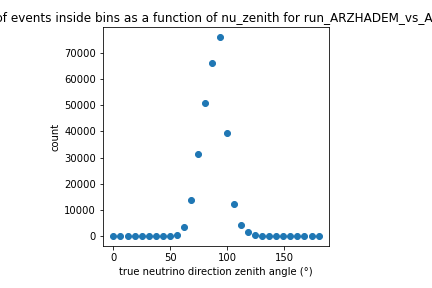 of events inside bins as a function of nu_zenith for run_ARZHADEM_vs_A
70000
60000
50000
40000
30000
20000
10000
0
count
0 50 100 150
true neutrino direction zenith angle (°)